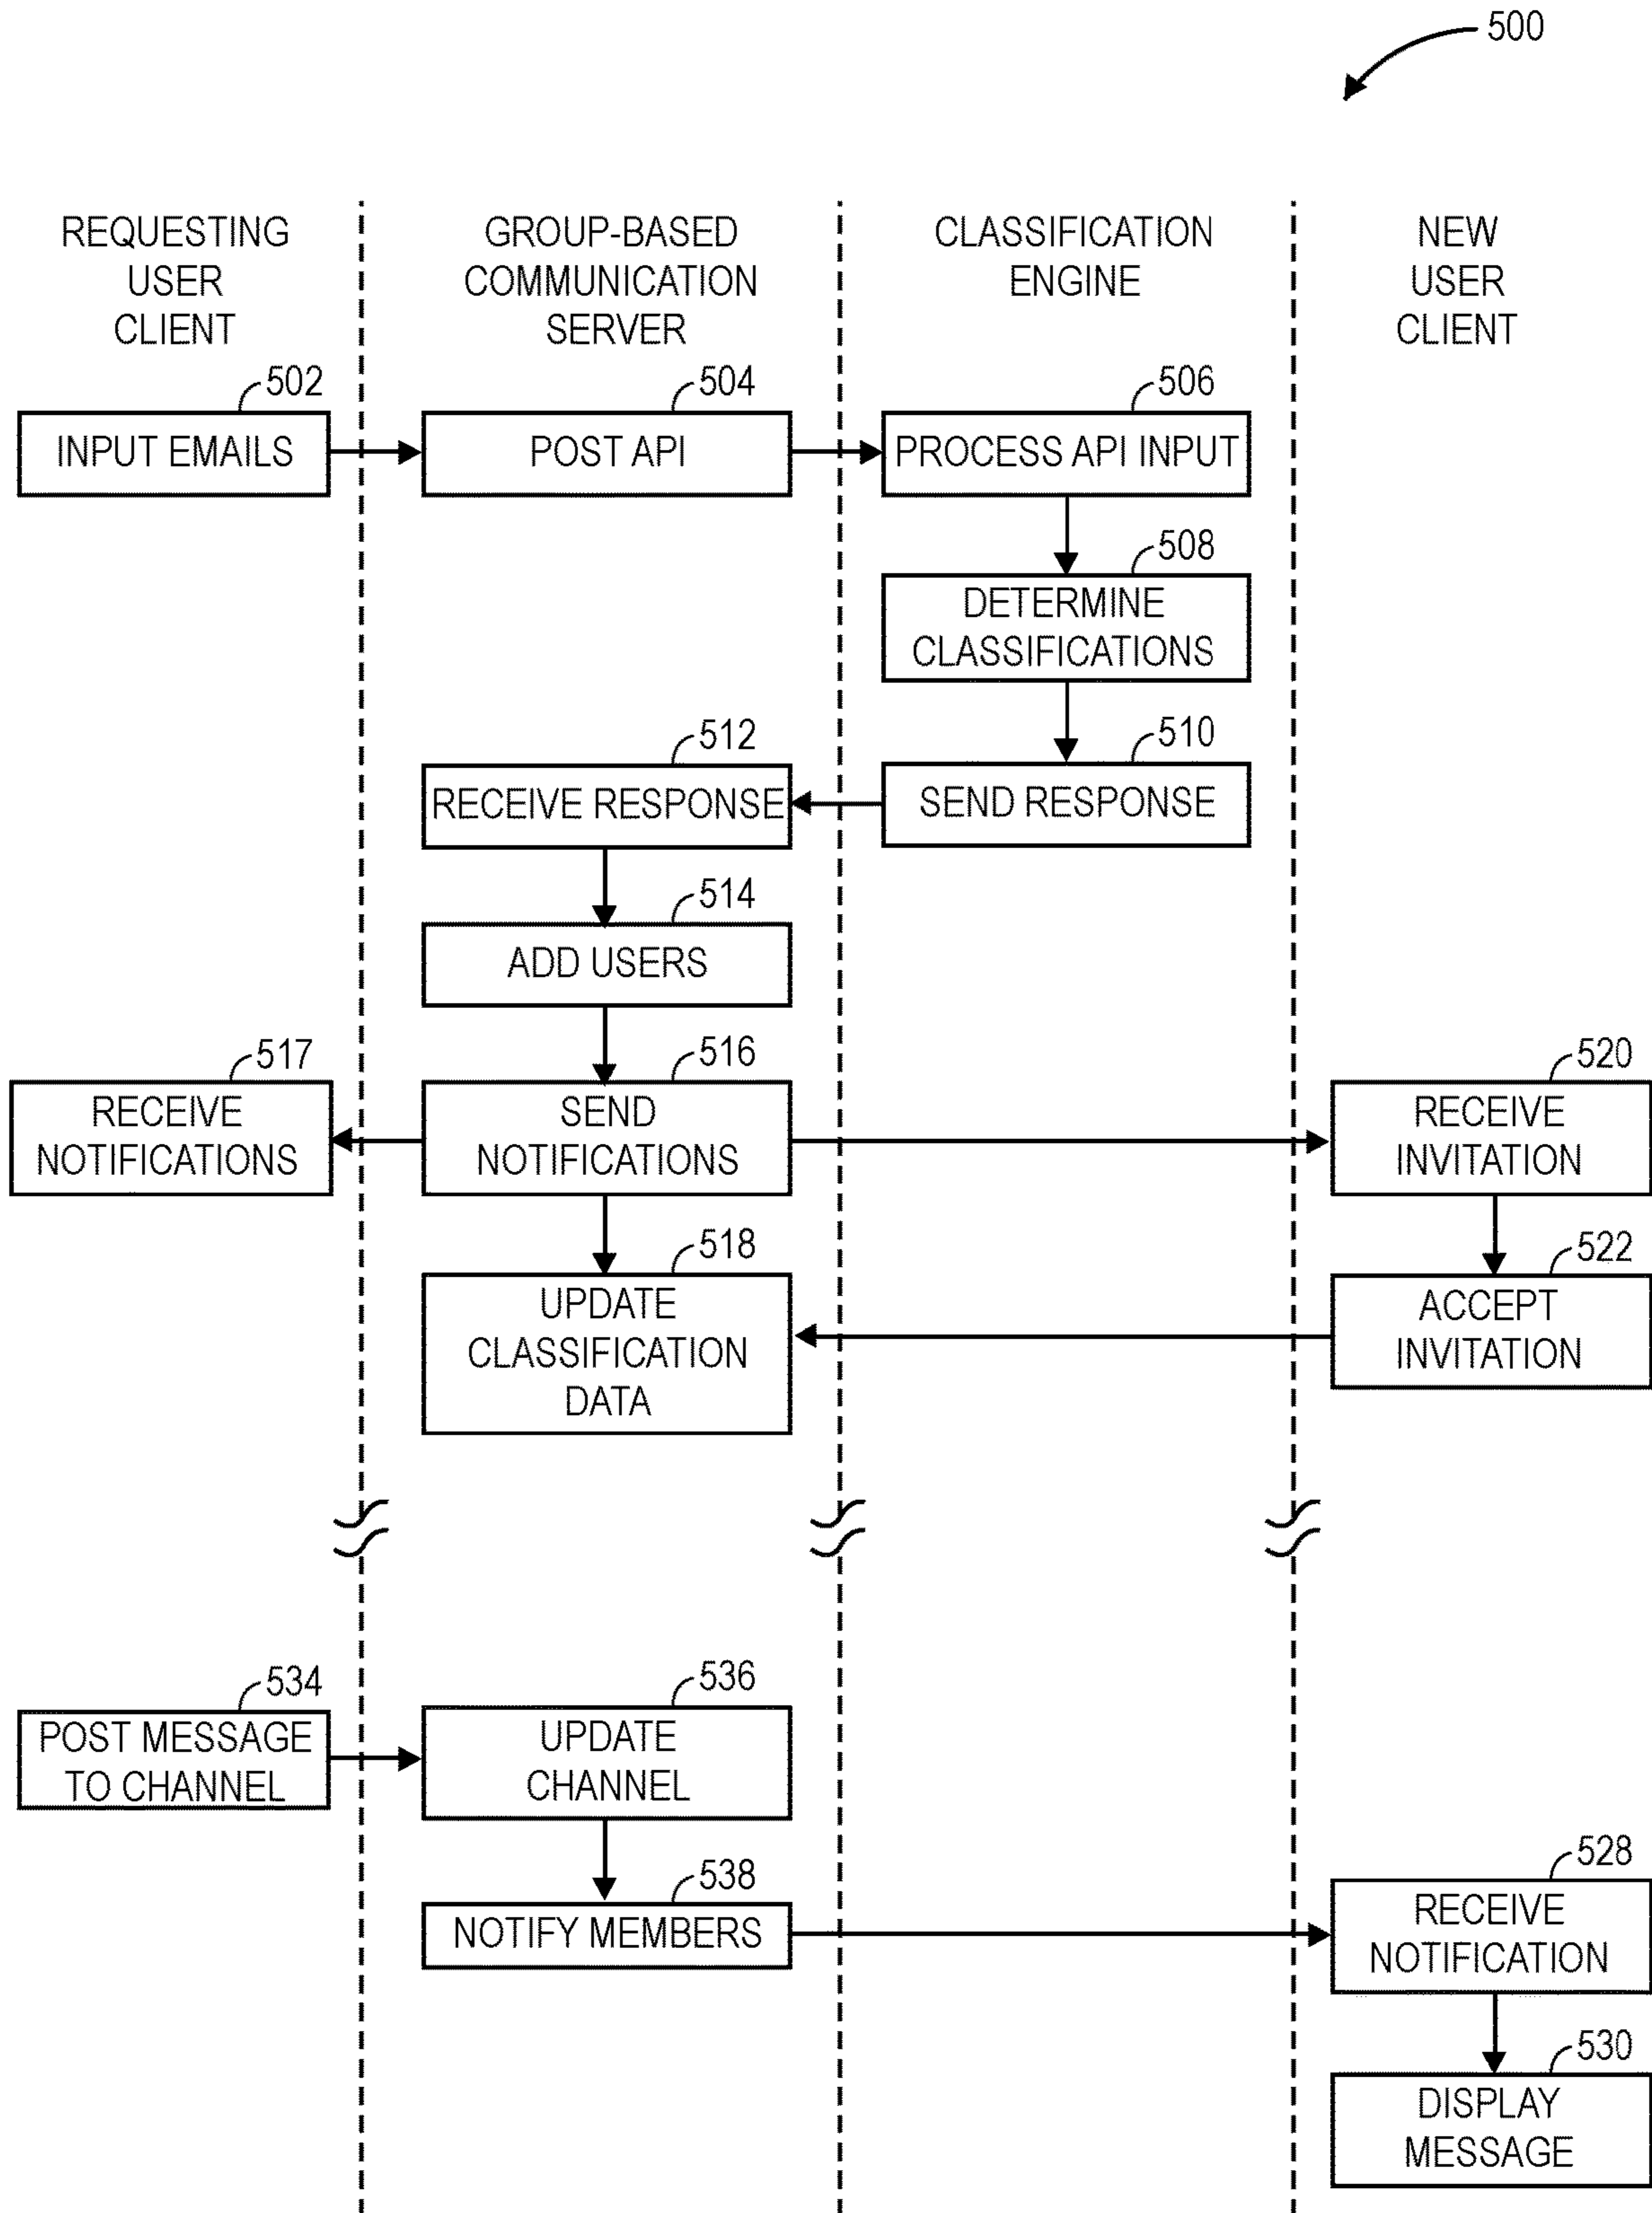 500
REQUESTING
USER
CLIENT
GROUP-BASED
COMMUNICATION
SERVER
CLASSIFICATION
ENGINE
NEW
USER
CLIENT
502
INPUT EMAILS
504
POST API
506
PROCESS API INPUT
508
DETERMINE
CLASSIFICATIONS
512
RECEIVE RESPONSE
510
SEND RESPONSE
514
ADD USERS
517
RECEIVE
NOTIFICATIONS
516
SEND
NOTIFICATIONS
520
RECEIVE
INVITATION
518
UPDATE
CLASSIFICATION
DATA
522
ACCEPT
INVITATION
534
POST MESSAGE
TO CHANNEL
536
UPDATE
CHANNEL
538
NOTIFY MEMBERS
528
RECEIVE
NOTIFICATION
530
DISPLAY
MESSAGE